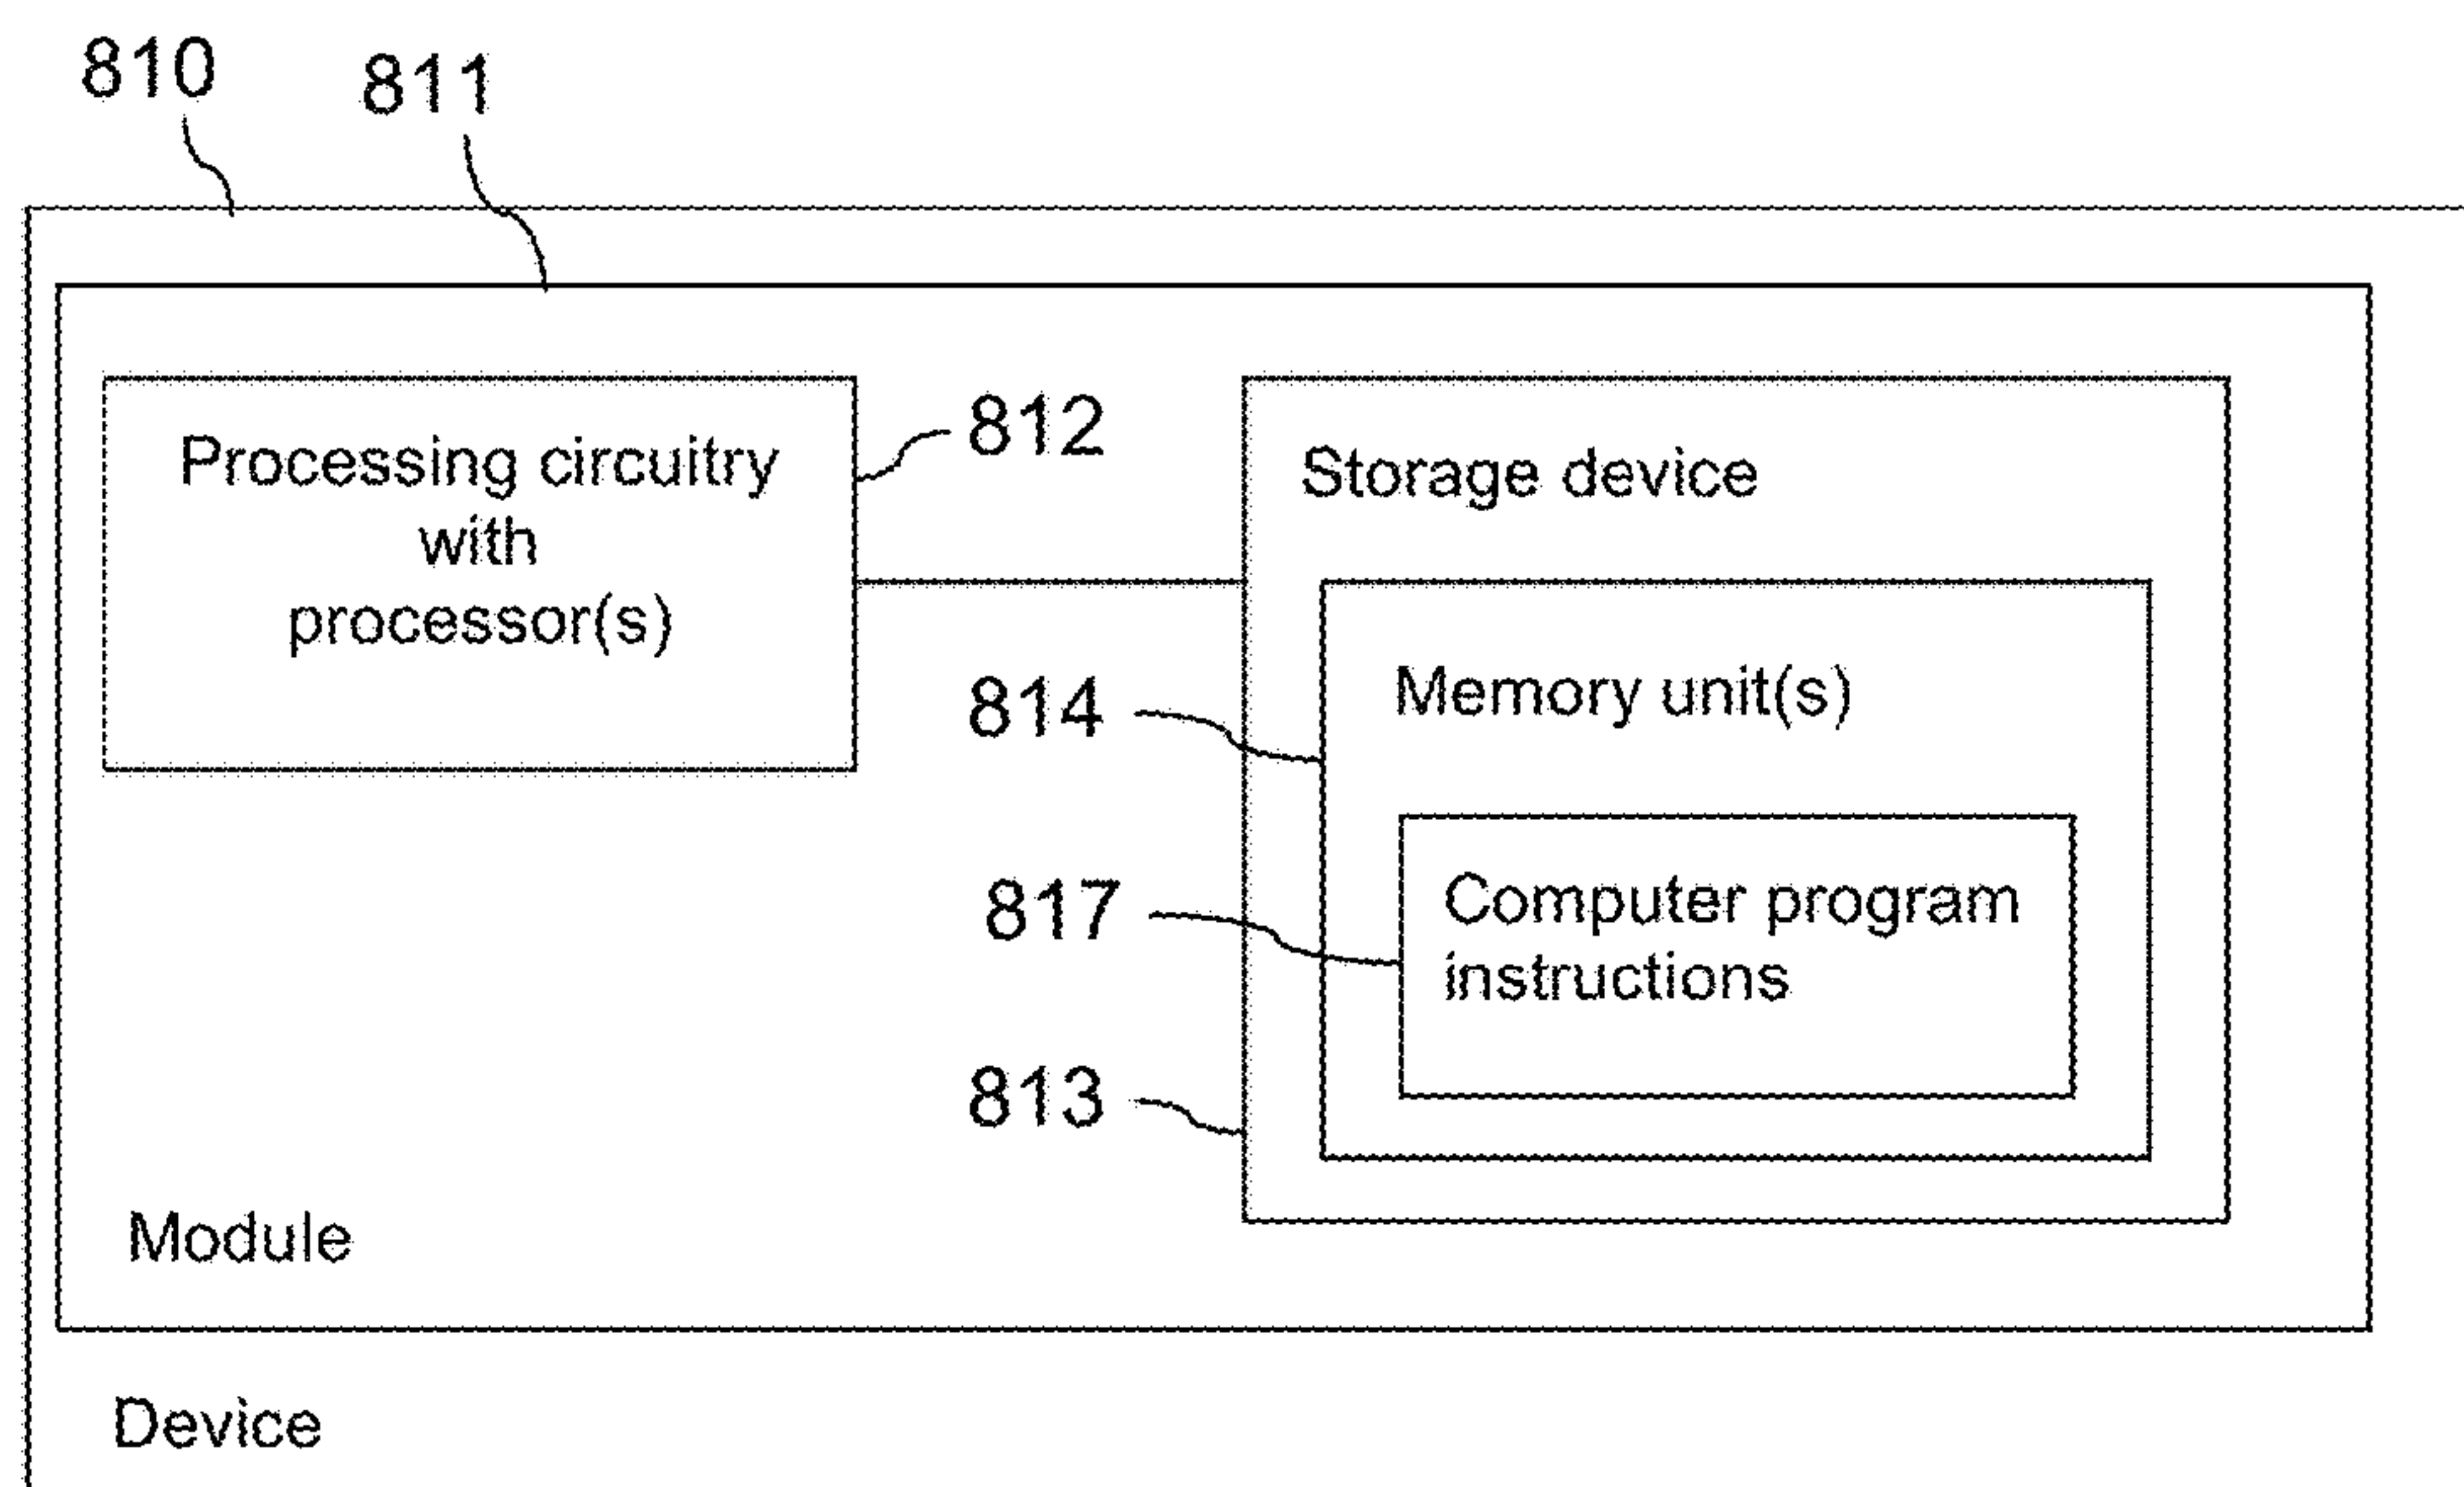 810
811
Processing circuitry
with
processor(s)
812
Storage device
814
Memory unit(s)
817
Computer program
instructions
813
Module
Device